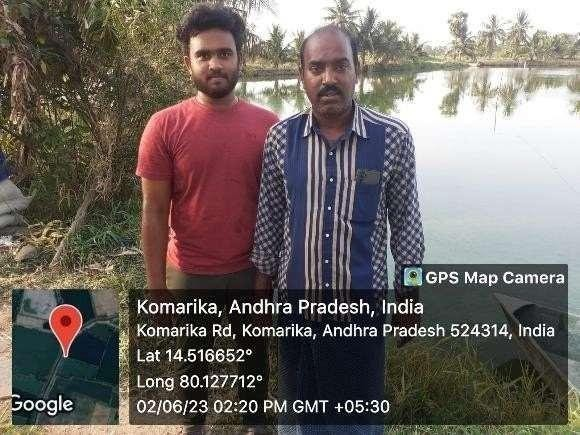 GPS Map Camera
Komarika, Andhra Pradesh, India
Komarika Rd, Komarika, Andhra Pradesh 524314, India
Lat 14.516652°
Long 80.127712°
02/06/23 02:20 PM GMT +05:30
Google